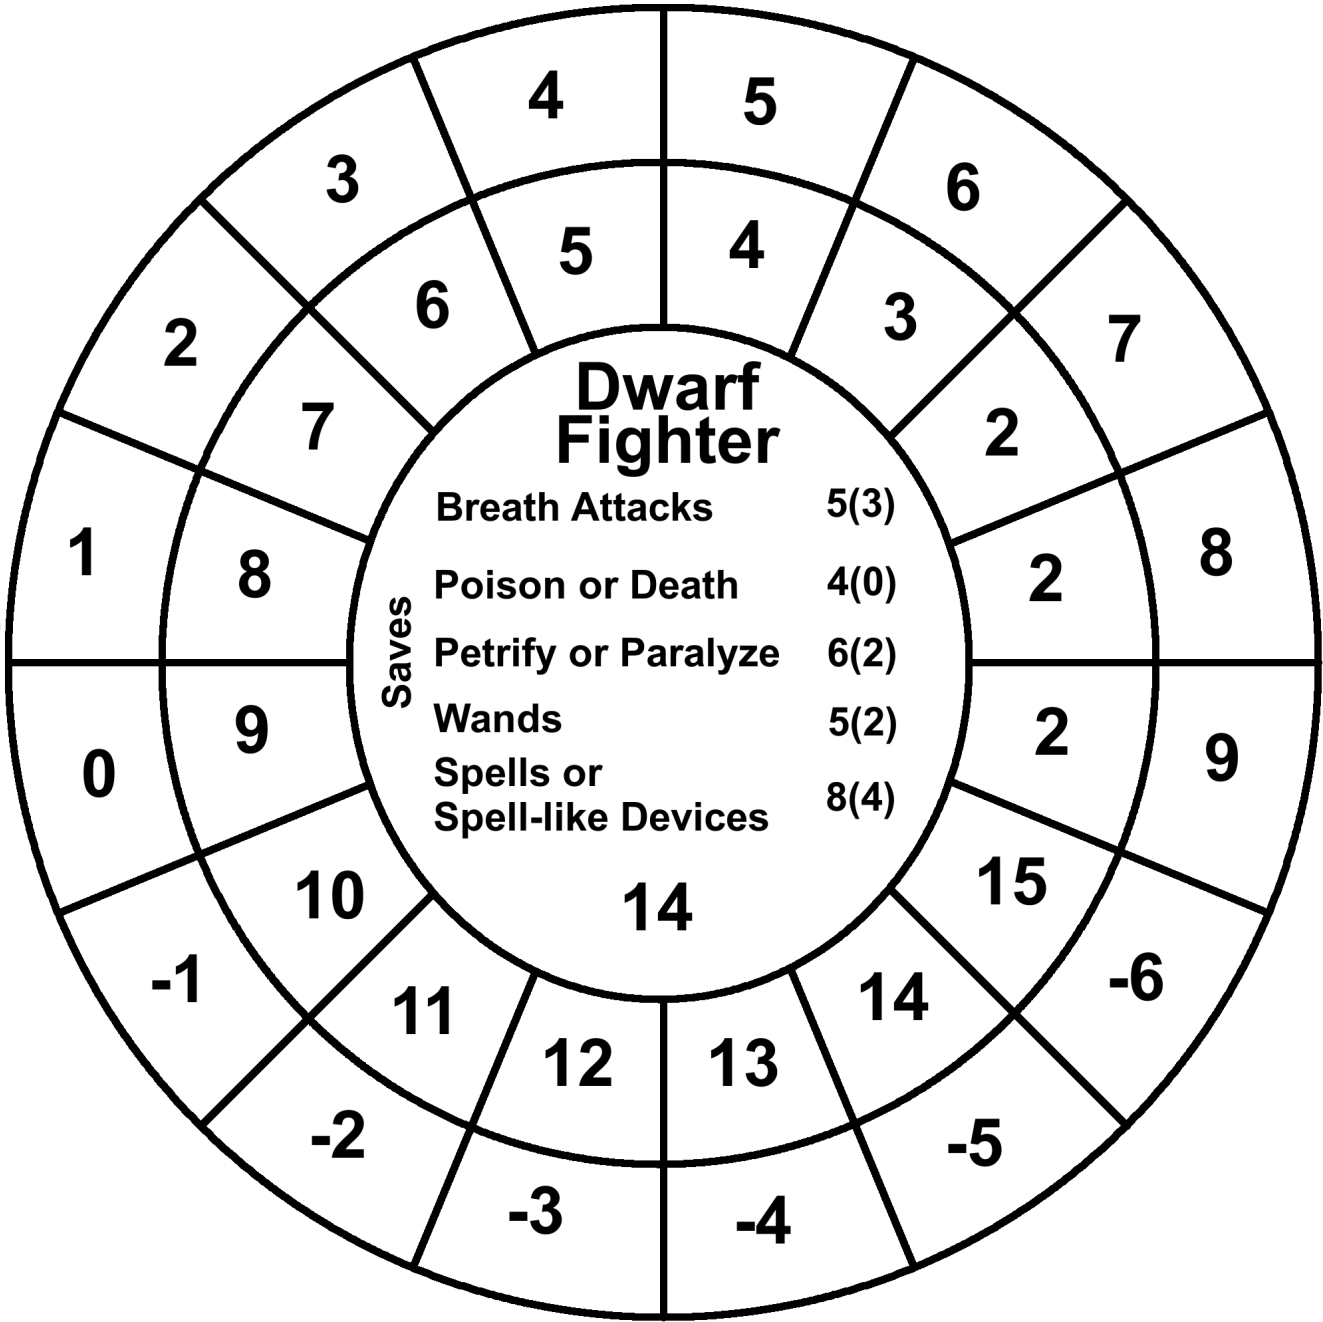 4 5
3 6
5 4
6 3
2 7
7 2
Dwarf
Fighter
Breath Attacks 5(3)
1 8 2 8
Poison or Death 4(0)
Saves
Petrify or Paralyze 6(2)
Wands 5(2)
0 9 2 9
Spells or
Spell-like Devices 8(4)
10 15
14
-1 -6
11 14
12 13
-2 -5
-3 -4